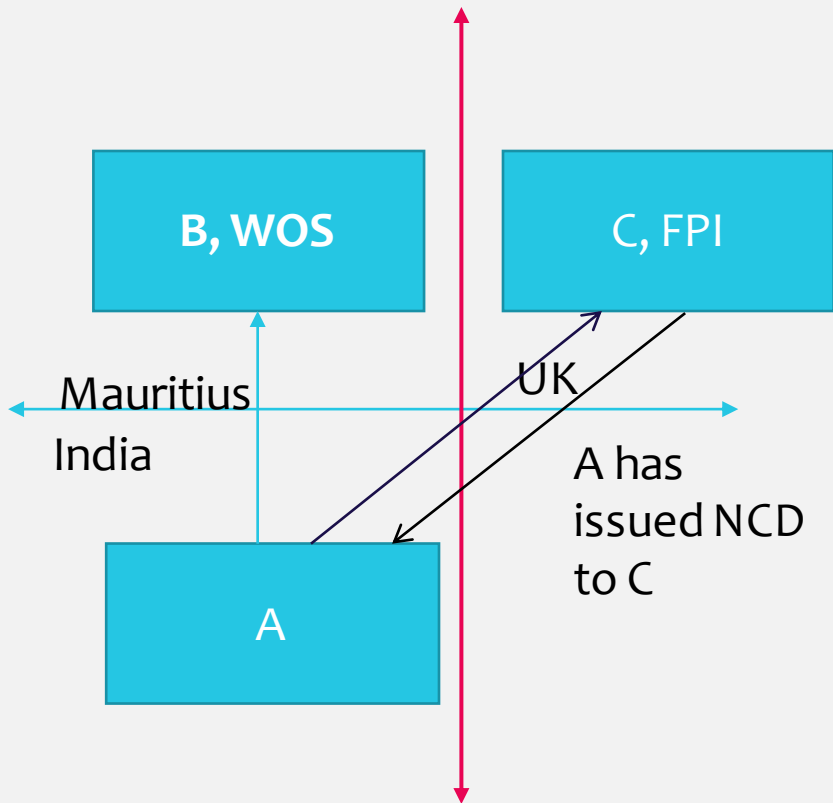 B, WOS
C, FPI
Mauritius
UK
India
A has
issued NCD
to C
A